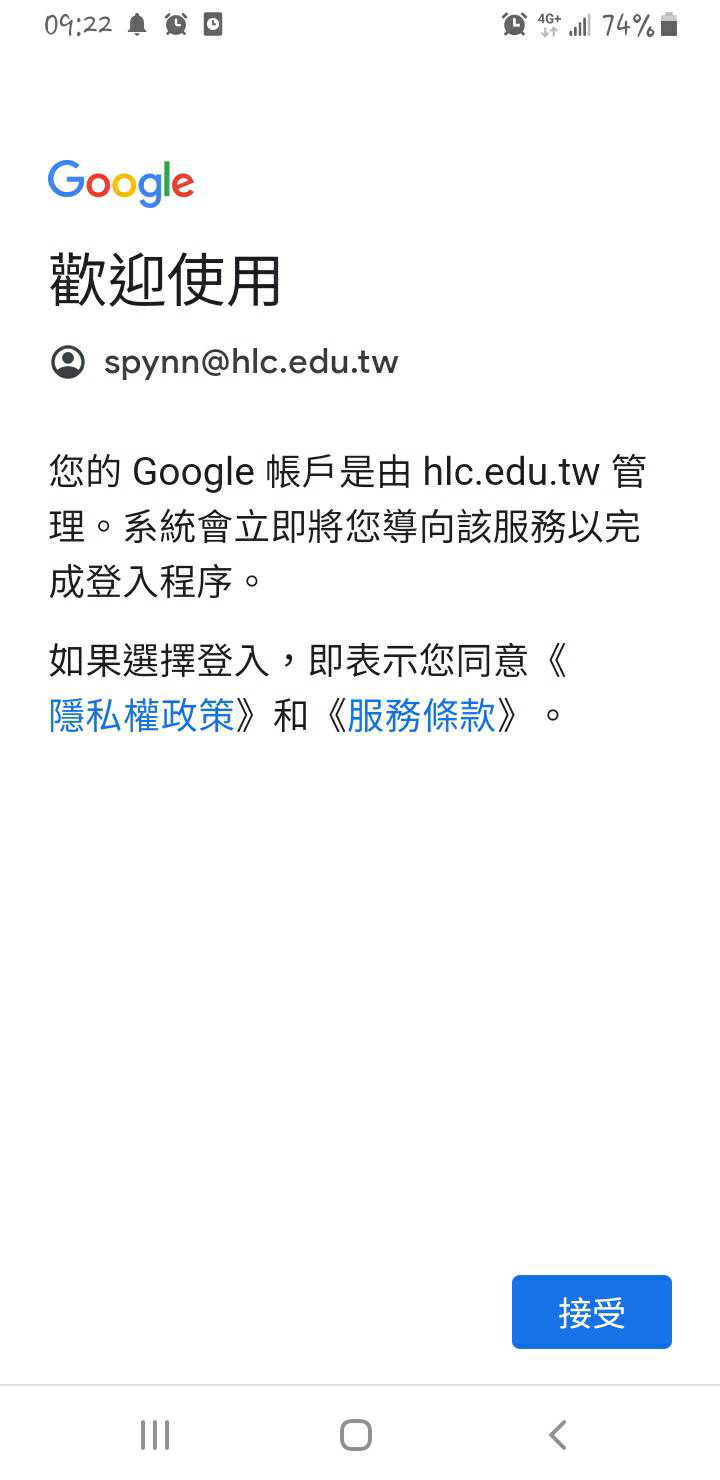 09:22 4G+ 74%
Google
歡迎使用
spynn@hlc.edu.tw
您的 Google 帳戶是由 hlc.edu.tw 管
理。系統會立即將您導向該服務以完
成登入程序。
如果選擇登入，即表示您同意《
隱私權政策》和《服務條款》。
接受